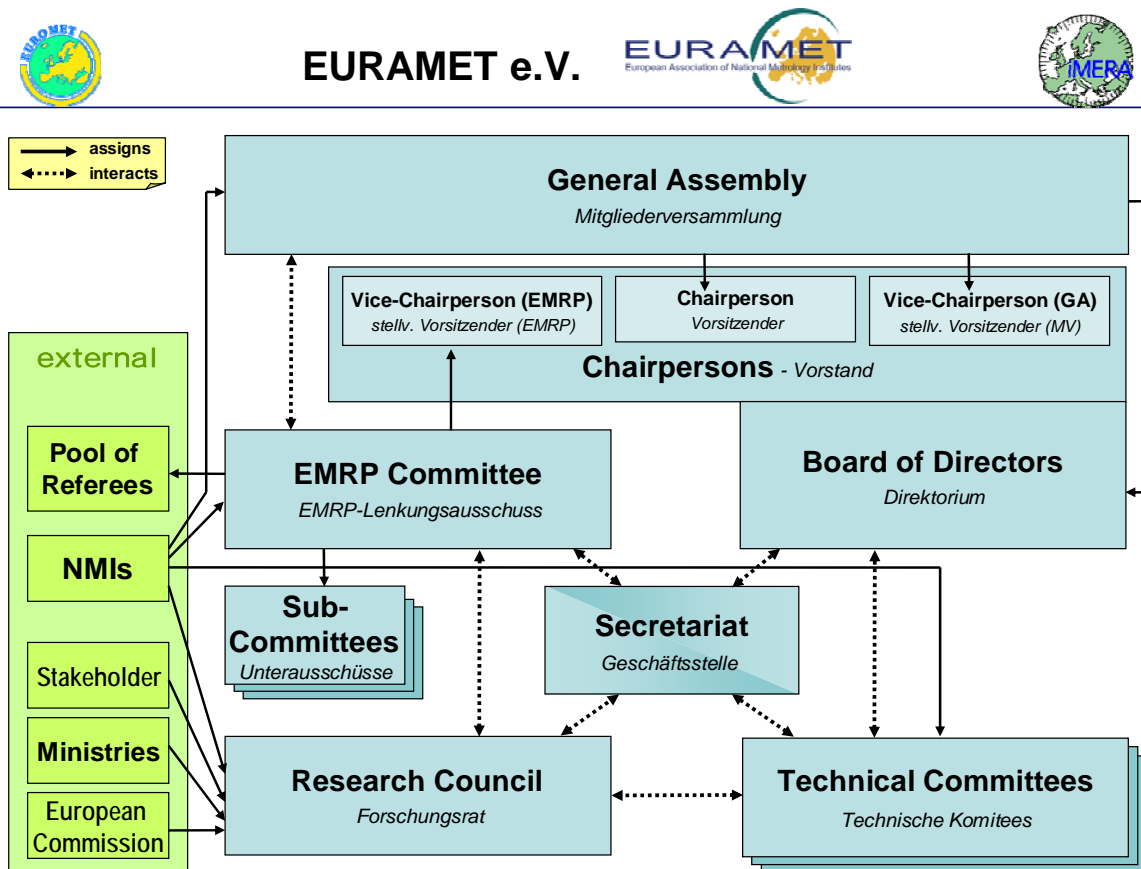 EUROMET
EURAMET e.V.
EURAMET
European Association of National Metrology Institutes
iMERA
assigns
interacts
General Assembly
Mitgliederversammlung
Vice-Chairperson (EMRP)
stellv. Vorsitzender (EMRP)
Chairperson
Vorsitzender
Vice-Chairperson (GA)
stellv. Vorsitzender (MV)
Chairpersons - Vorstand
external
Pool of
Referees
EMRP Committee
EMRP-Lenkungsausschuss
Board of Directors
Direktorium
NMIs
Sub-
Committees
Unterausschüsse
Secretariat
Geschäftsstelle
Stakeholder
Ministries
European
Commission
Research Council
Forschungsrat
Technical Committees
Technische Komitees